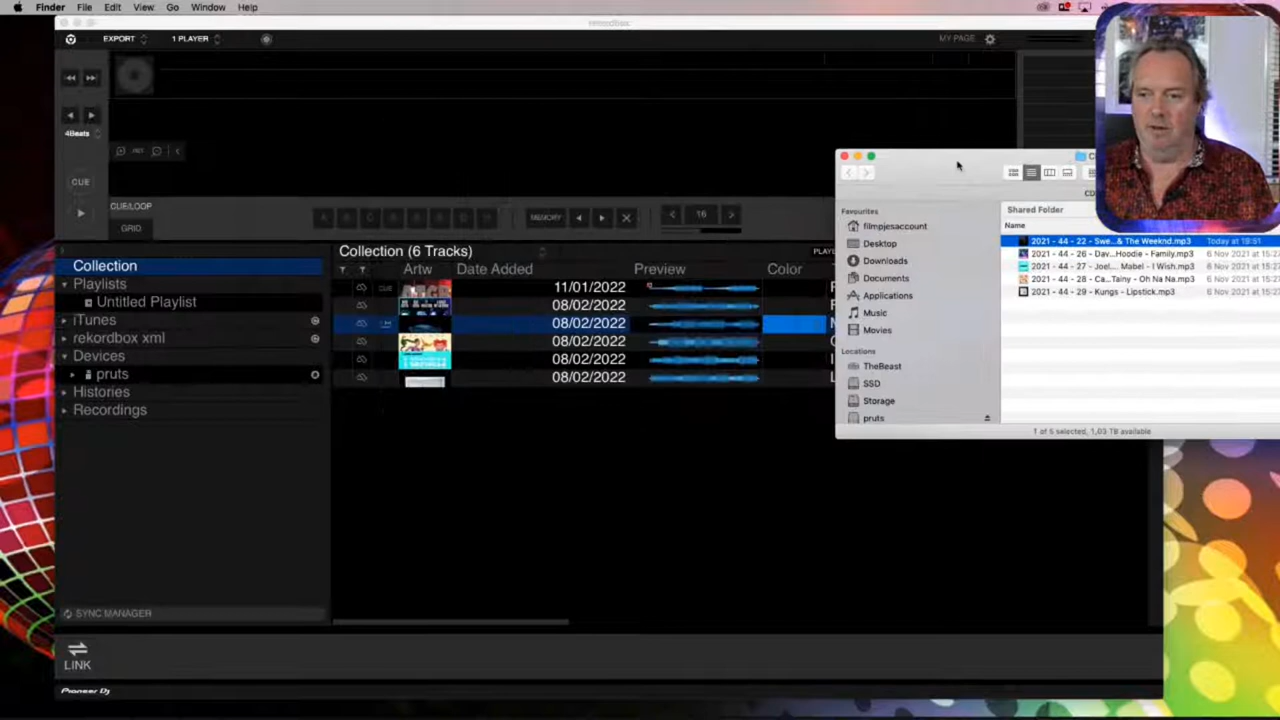 Finder File Edit View Go Window Help
rekordbox
EXPORT 1 PLAYER MY PAGE
4Beats
CUE
CUE/LOOP
GRID
MEMORY 16
Collection (6 Tracks)
Collection
Playlists
Untitled Playlist
iTunes
rekordbox xml
Devices
pruts
Histories
Recordings
Artw Date Added Preview Color
CUE 11/01/2022
08/02/2022
08/02/2022
08/02/2022
08/02/2022
08/02/2022
SYNC MANAGER
LINK
Pioneer Dj
Favourites
filmpjesaccount
Desktop
Downloads
Documents
Applications
Music
Movies
Locations
TheBeast
SSD
Storage
pruts
Shared Folder
Name
2021 - 44 - 22 - Swe...& The Weeknd.mp3 Today at 19:51
2021 - 44 - 26 - Dav...Hoodie - Family.mp3 6 Nov 2021 at 15:27
2021 - 44 - 27 - Joel... Mabel - I Wish.mp3 6 Nov 2021 at 15:27
2021 - 44 - 28 - Ca...Tainy - Oh Na Na.mp3 6 Nov 2021 at 15:27
2021 - 44 - 29 - Kungs - Lipstick.mp3 6 Nov 2021 at 15:27
1 of 5 selected, 1,03 TB available